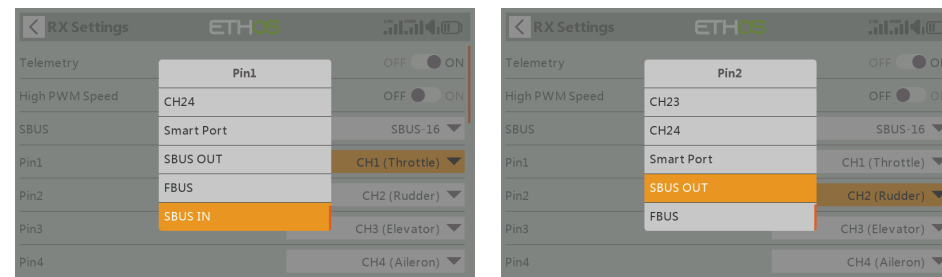 RX Settings
ETHOS
Telemetry
OFF
ON
High PWM Speed
OFF
ON
SBUS
SBUS-16
Pin1
CH1 (Throttle)
Pin2
CH2 (Rudder)
Pin3
CH3 (Elevator)
Pin4
CH4 (Aileron)
Pin1
CH24
Smart Port
SBUS OUT
FBUS
SBUS IN
RX Settings
ETHOS
Telemetry
OFF
High PWM Speed
OFF
SBUS
SBUS-16
Pin1
CH1 (Throttle)
Pin2
CH2 (Rudder)
Pin3
CH3 (Elevator)
Pin4
CH4 (Aileron)
Pin2
CH23
CH24
Smart Port
SBUS OUT
FBUS